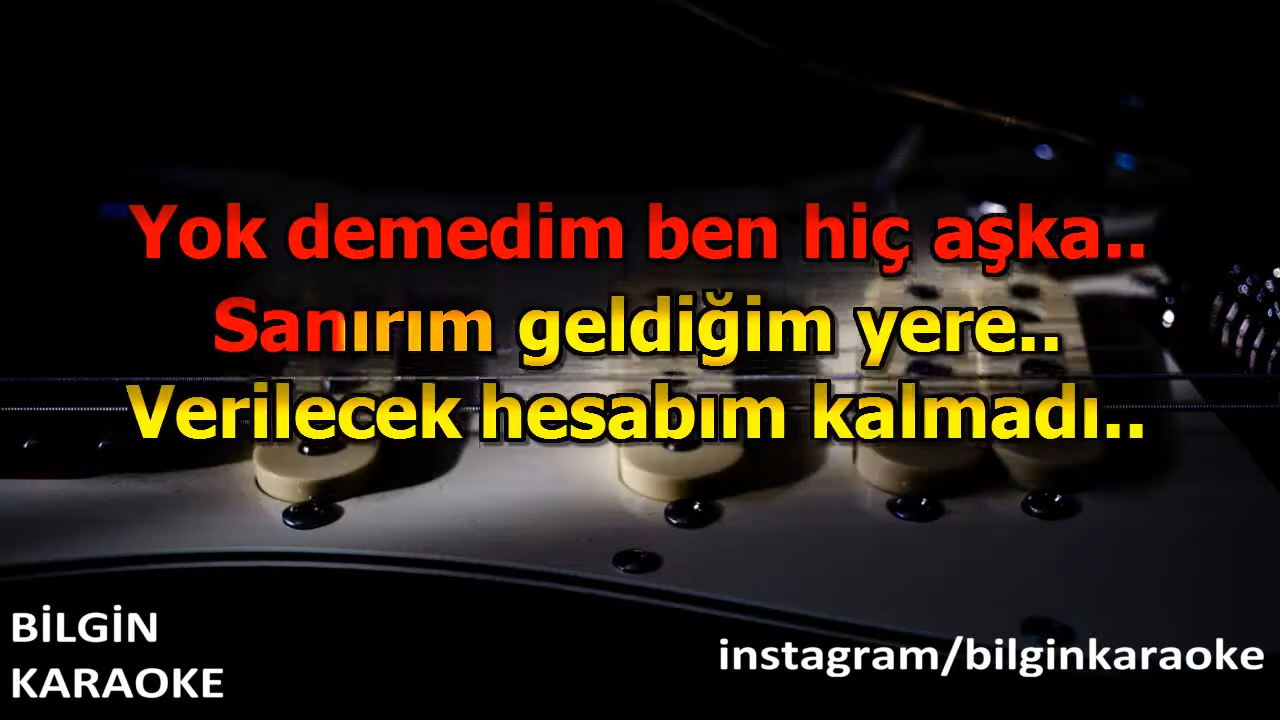 Yok demedim ben hiç aşka..
Sanırım geldiğim yere..
Verilecek hesabım kalmadı..
BİLGİN
KARAOKE
instagram/bilginkaraoke